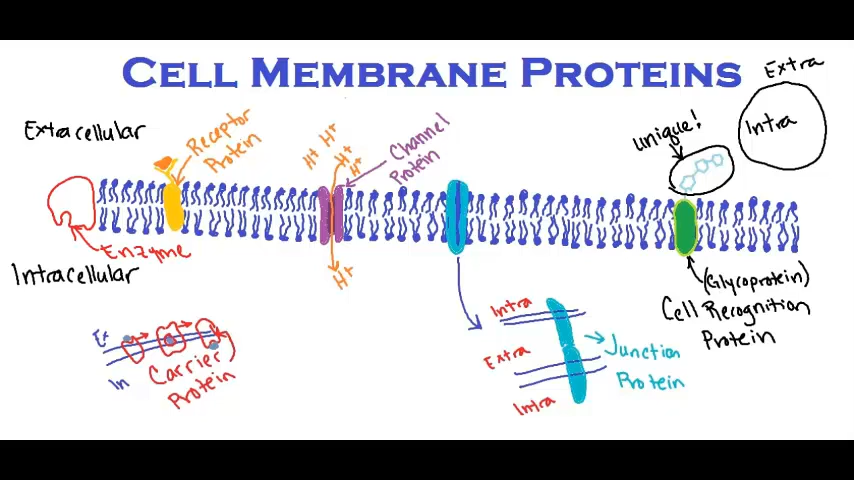 CELL MEMBRANE PROTEINS
Extra
Intra
Extracellular
Receptor
Protein
H+ H+
H+
H+
Channel
Protein
unique!
Enzyme
Intracellular
H+
(Glycoprotein)
Cell Recognition
Protein
Ex
In
Carrier
Protein
Intra
Extra
Intra
Junction
Protein